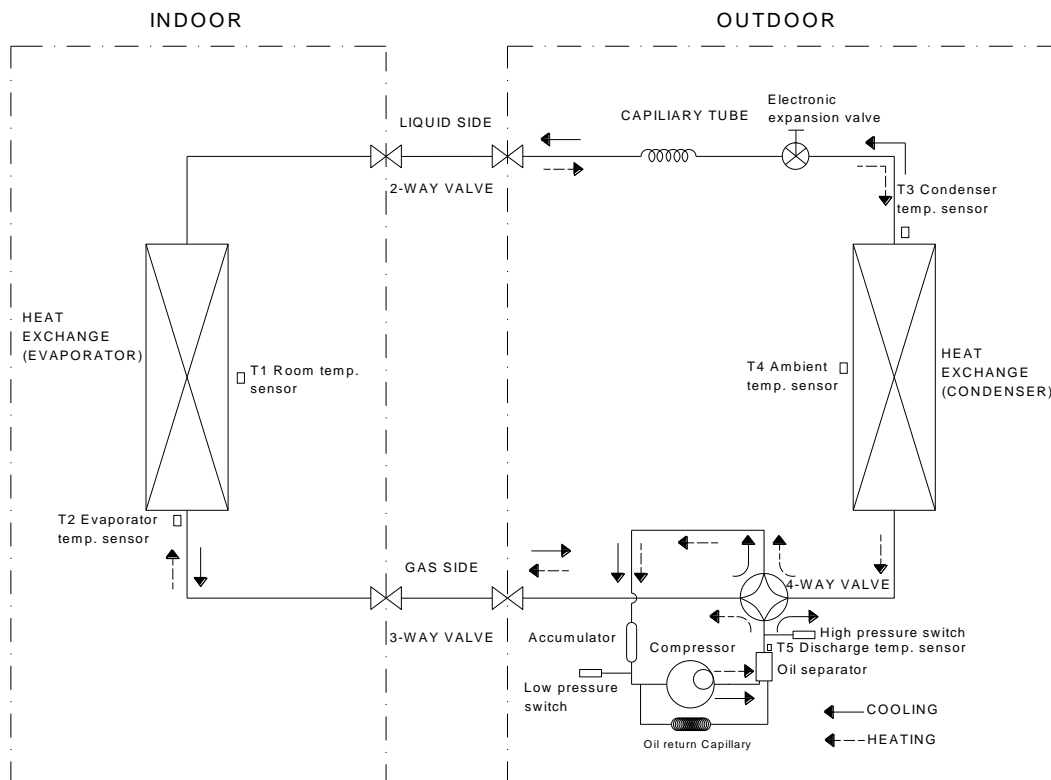 INDOOR
OUTDOOR
Electronic
expansion valve
CAPILIARY TUBE
LIQUID SIDE
2-WAY VALVE
T3 Condenser
temp. sensor
HEAT
EXCHANGE
(EVAPORATOR)
T1 Room temp.
sensor
T4 Ambient
temp. sensor
HEAT
EXCHANGE
(CONDENSER)
T2 Evaporator
temp. sensor
GAS SIDE
4-WAY VALVE
3-WAY VALVE
Accumulator
Compressor
High pressure switch
T5 Discharge temp. sensor
Oil separator
Low pressure
switch
Oil return Capillary
COOLING
HEATING